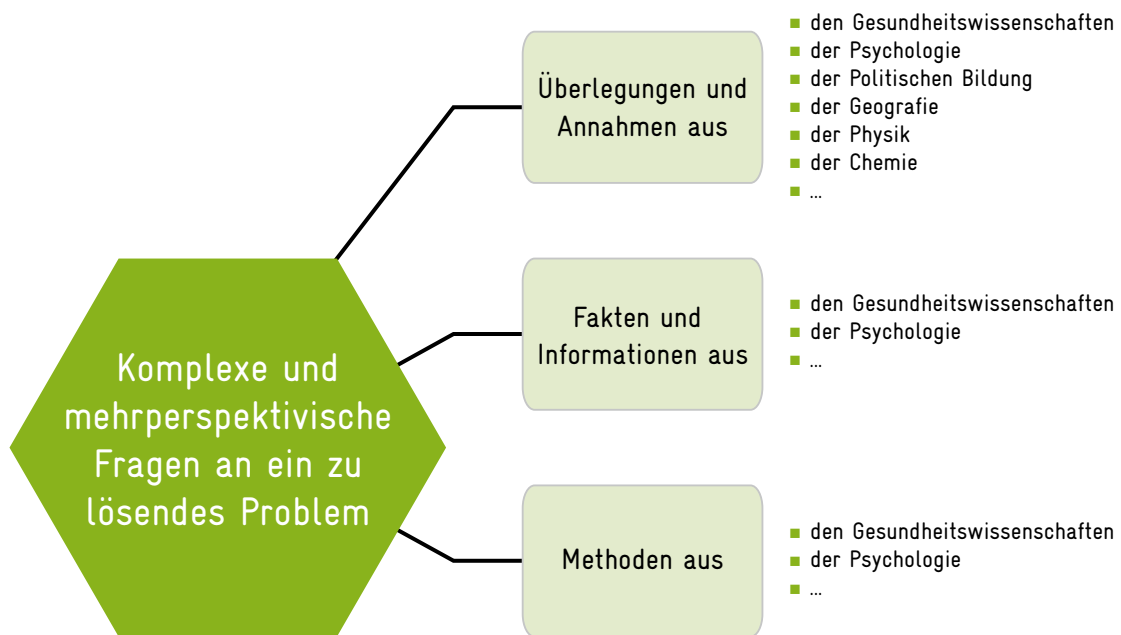 Komplexe und
mehrperspektivische
Fragen an ein zu
lösendes Problem
Überlegungen und
Annahmen aus
den Gesundheitswissenschaften
der Psychologie
der Politischen Bildung
der Geografie
der Physik
der Chemie
...
Fakten und
Informationen aus
den Gesundheitswissenschaften
der Psychologie
...
Methoden aus
den Gesundheitswissenschaften
der Psychologie
...